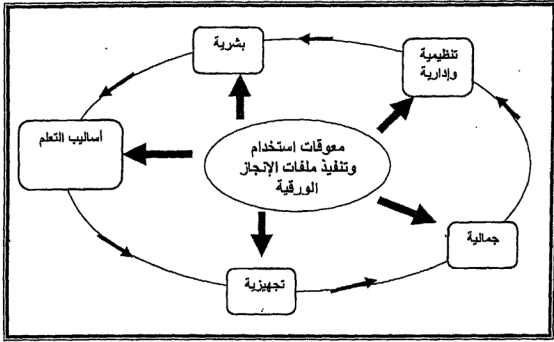 بشرية
تنظيمية
وإدارية
أساليب التعلم
معوقات استخدام
وتنفيذ ملفات الإنجاز
الورقية
جمالية
تجهيزية